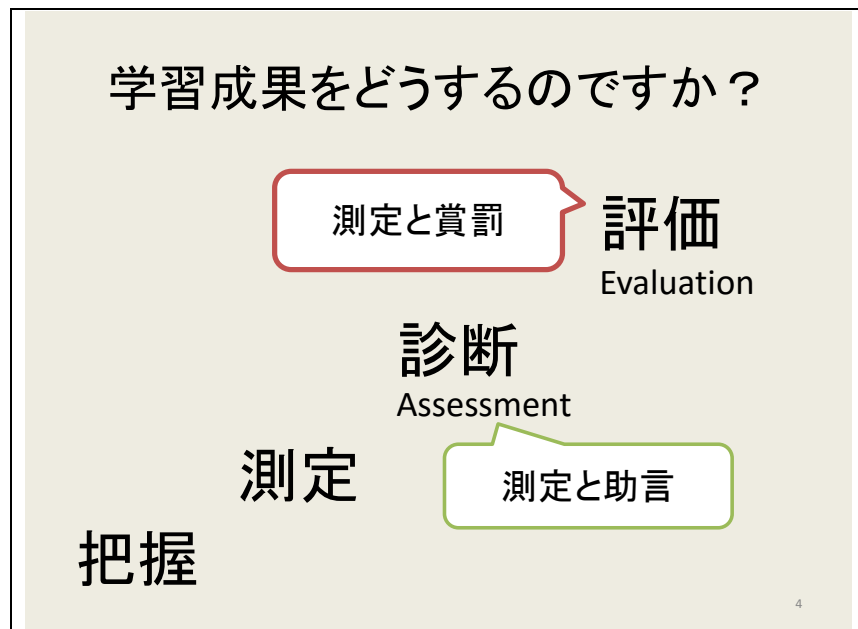 学習成果をどうするのですか？
測定と賞罰
評価
Evaluation
診断
Assessment
測定と助言
測定
把握
4